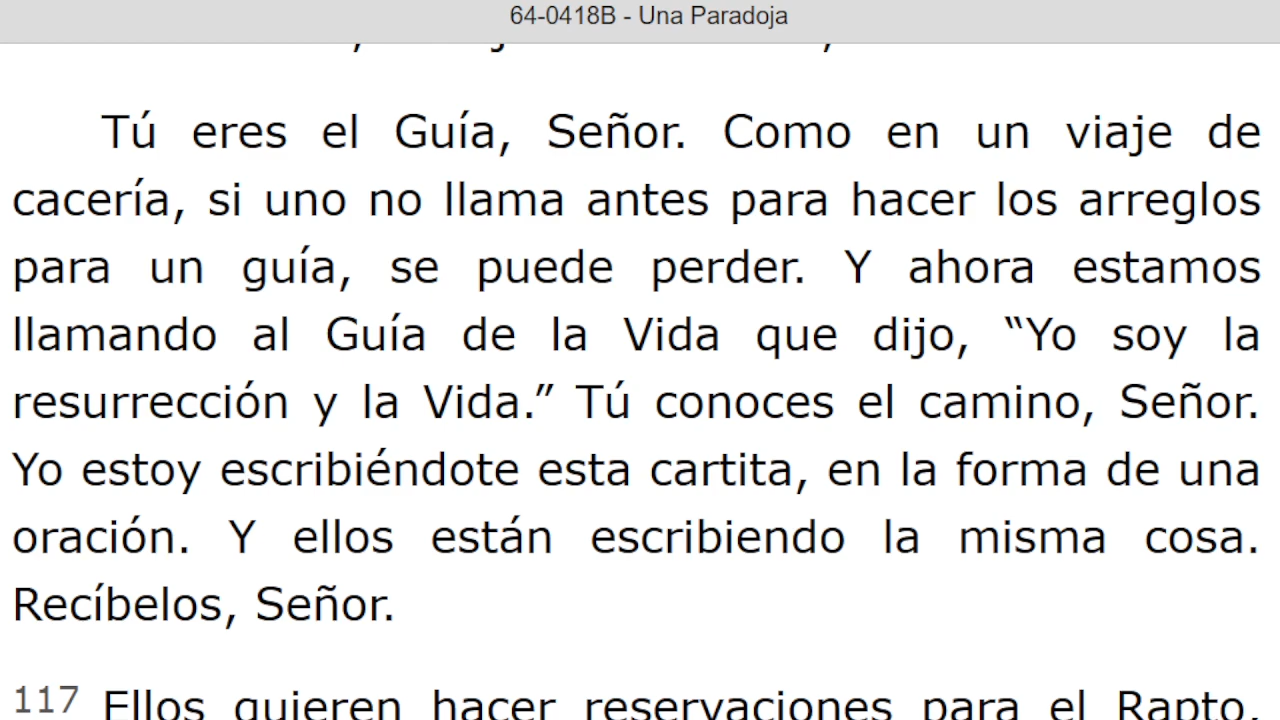 64-0418B - Una Paradoja
Tú eres el Guía, Señor. Como en un viaje de
cacería, si uno no llama antes para hacer los arreglos
para un guía, se puede perder. Y ahora estamos
llamando al Guía de la Vida que dijo, “Yo soy la
resurrección y la Vida.” Tú conoces el camino, Señor.
Yo estoy escribiéndote esta cartita, en la forma de una
oración. Y ellos están escribiendo la misma cosa.
Recíbelos, Señor.
117 Ellos quieren hacer reservaciones para el Rapto,